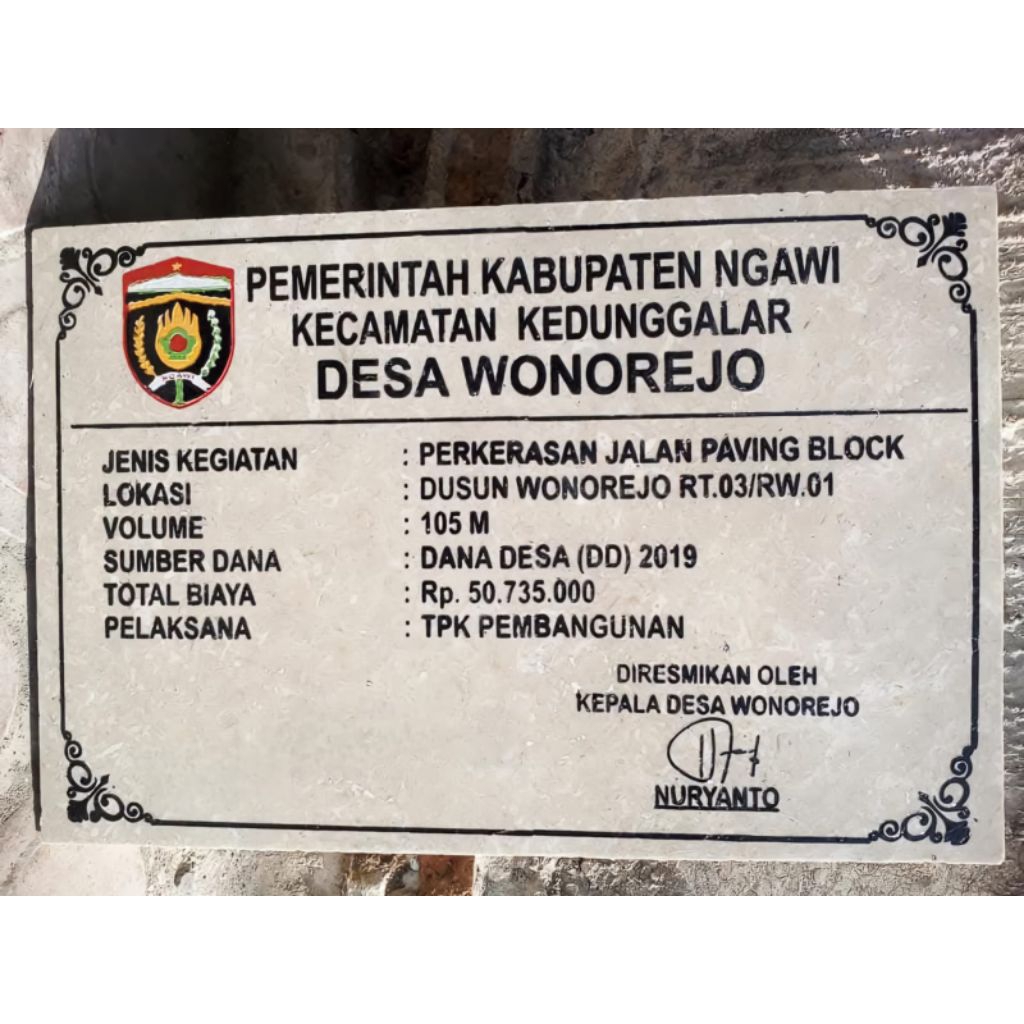 PEMERINTAH KABUPATEN NGAWI
KECAMATAN KEDUNGGALAR
DESA WONOREJO
NGAWI
JENIS KEGIATAN : PERKERASAN JALAN PAVING BLOCK
LOKASI : DUSUN WONOREJO RT.03/RW.01
VOLUME : 105 M
SUMBER DANA : DANA DESA (DD) 2019
TOTAL BIAYA : Rp. 50.735.000
PELAKSANA : TPK PEMBANGUNAN
DIRESMIKAN OLEH
KEPALA DESA WONOREJO
NURYANTO